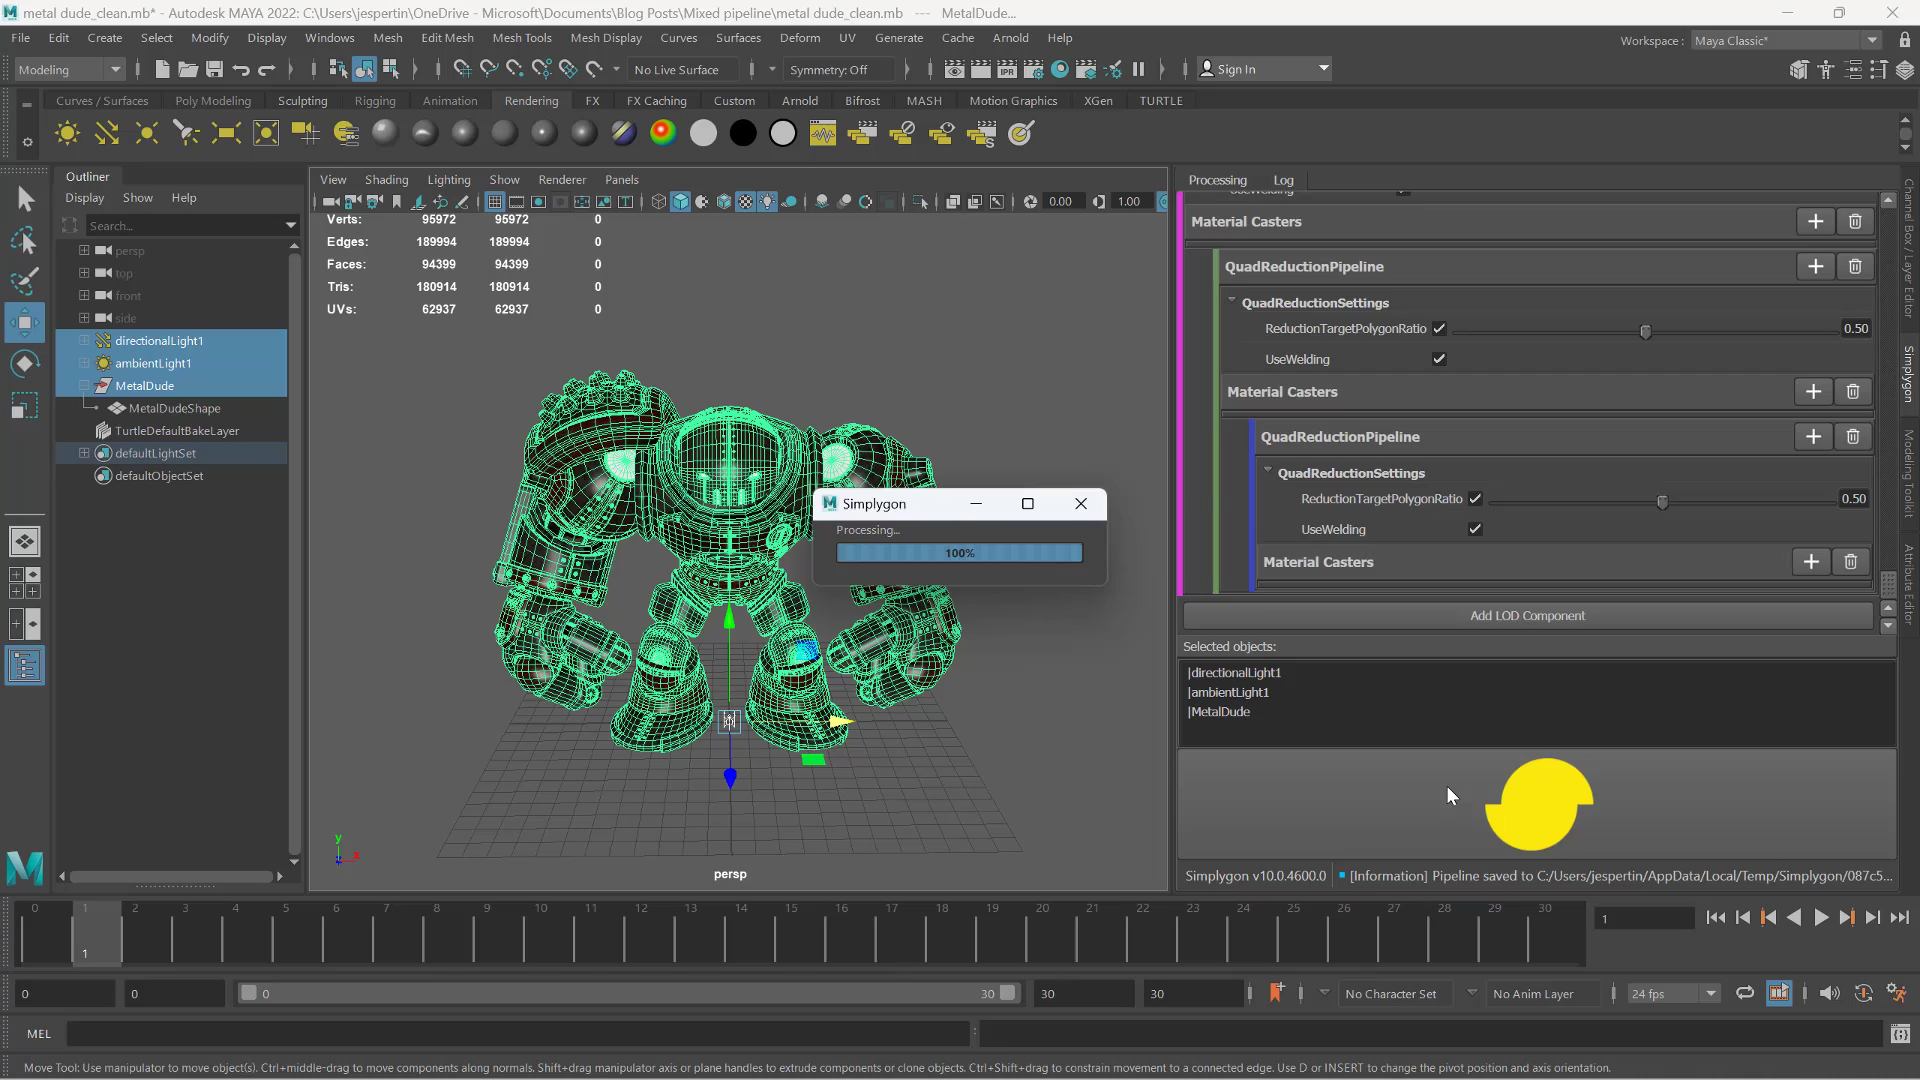 metal dude_clean.mb* - Autodesk MAYA 2022: C:\Users\jespertin\OneDrive - Microsoft\Documents\Blog Posts\Mixed pipeline\metal dude_clean.mb --- MetalDude...
File Edit Create Select Modify Display Windows Mesh Edit Mesh Mesh Tools Mesh Display Curves Surfaces Deform UV Generate Cache Arnold Help
Workspace : Maya Classic*
Modeling No Live Surface Symmetry: Off IPR Sign In
Curves / Surfaces Poly Modeling Sculpting Rigging Animation Rendering FX FX Caching Custom Arnold Bifrost MASH Motion Graphics XGen TURTLE
Outliner
Display Show Help
Search...
persp
top
front
side
directionalLight1
ambientLight1
MetalDude
MetalDudeShape
TurtleDefaultBakeLayer
defaultLightSet
defaultObjectSet
View Shading Lighting Show Renderer Panels
0.00 1.00
Verts: 95972 95972 0
Edges: 189994 189994 0
Faces: 94399 94399 0
Tris: 180914 180914 0
UVs: 62937 62937 0
Simplygon
Processing...
100%
y
x
persp
Processing Log
UseWelding
Material Casters
QuadReductionPipeline
QuadReductionSettings
ReductionTargetPolygonRatio 0.50
UseWelding
Material Casters
QuadReductionPipeline
QuadReductionSettings
ReductionTargetPolygonRatio 0.50
UseWelding
Material Casters
Add LOD Component
Selected objects:
|directionalLight1
|ambientLight1
|MetalDude
Simplygon v10.0.4600.0 [Information] Pipeline saved to C:/Users/jespertin/AppData/Local/Temp/Simplygon/087c5...
Channel Box / Layer Editor
Simplygon
Modeling Toolkit
Attribute Editor
0 1 2 3 4 5 6 7 8 9 10 11 12 13 14 15 16 17 18 19 20 21 22 23 24 25 26 27 28 29 30
1
1
0 0 0 30 30 30 No Character Set No Anim Layer 24 fps
MEL
Move Tool: Use manipulator to move object(s). Ctrl+middle-drag to move components along normals. Shift+drag manipulator axis or plane handles to extrude components or clone objects. Ctrl+Shift+drag to constrain movement to a connected edge. Use D or INSERT to change the pivot position and axis orientation.